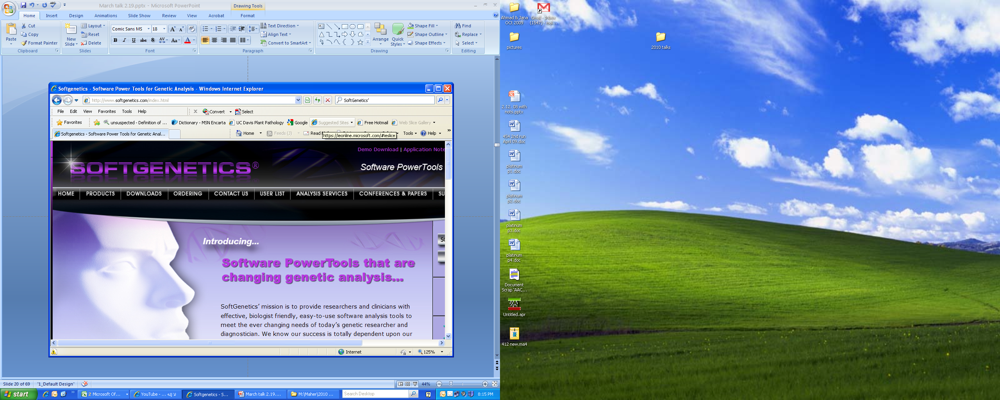 March talk 2.19.pptx - Microsoft PowerPoint
Drawing Tools
Home Insert Design Animations Slide Show Review View Acrobat Format
Paste
Cut
Copy
Format Painter
Clipboard
New Slide
Layout
Reset
Delete
Slides
Comic Sans MS 18
B I U abc S AV Aa A
Font
Text Direction
Align Text
Convert to SmartArt
Paragraph
Arrange
Quick Styles
Shape Fill
Shape Outline
Shape Effects
Drawing
Find
Replace
Select
Editing
Softgenetics - Software Power Tools for Genetic Analysis - Windows Internet Explorer
http://www.softgenetics.com/index.html
SoftGenetics'
File Edit View Favorites Tools Help
Convert Select
Favorites unsuspected - Definition of ... Dictionary - MSN Encarta UC Davis Plant Pathology Google Suggested Sites Free Hotmail Web Slice Gallery
Softgenetics - Software Power Tools for Genetic Anal...
Home Feeds (J) Read Tools Help
https://ieonline.microsoft.com/#ieslice
Demo Download | Application Note
SOFTGENETICS®
Software PowerTools
HOME PRODUCTS DOWNLOADS ORDERING CONTACT US USER LIST ANALYSIS SERVICES CONFERENCES & PAPERS SU
Introducing...
Software PowerTools that are
changing genetic analysis...
SoftGenetics’ mission is to provide researchers and clinicians with
effective, biologist friendly, easy-to-use software analysis tools to
meet the ever changing needs of today’s genetic researcher and
diagnostician. We know our success is totally dependent upon our
Internet
125%
Slide 20 of 69
"1_Default Design"
44%
start
2 Microsoft Of...
YouTube - ... لا إله
Softgenetics - S...
March talk 2.19....
M:\Maher\2010 ...
Search Desktop
8:15 PM
Ahmad & Jana
OCt 2009
Gmail - Inbox
(1547) - mal...
pictures
2010 talks
2.12. 08 with
nots.pptx
454 2nd run
April 09.doc
platinum
p1.doc
platinum
p2.doc
platinum
p3.doc
platinum
p4.doc
Document
Scrap 'AAC...
Untitled.apr
412 new.ma4